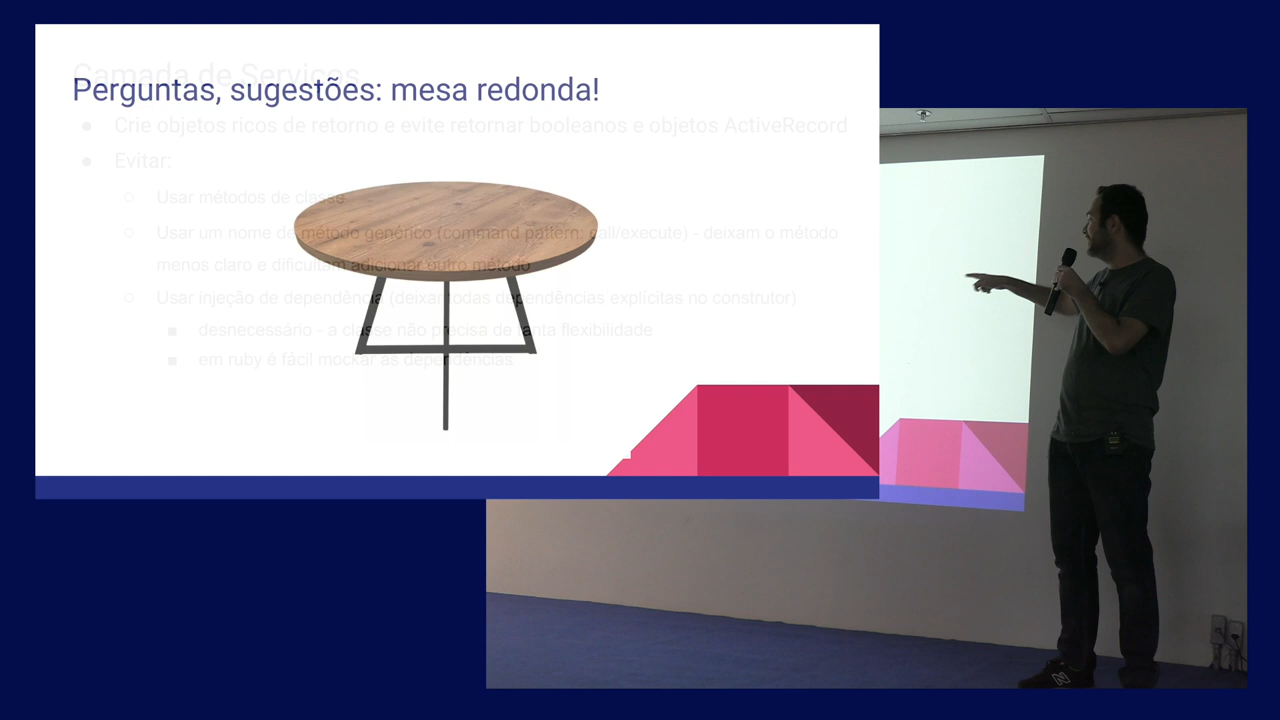 Camada de Serviços
Perguntas, sugestões: mesa redonda!
Crie objetos ricos de retorno e evite retornar booleanos e objetos ActiveRecord
Evitar:
Usar métodos de classe
Usar um nome de método genérico (command pattern: call/execute) - deixam o método
menos claro e dificultam adicionar outro método
Usar injeção de dependência (deixar todas dependências explícitas no construtor)
desnecessário - a classe não precisa de tanta flexibilidade
em ruby é fácil mockar as dependências.
N